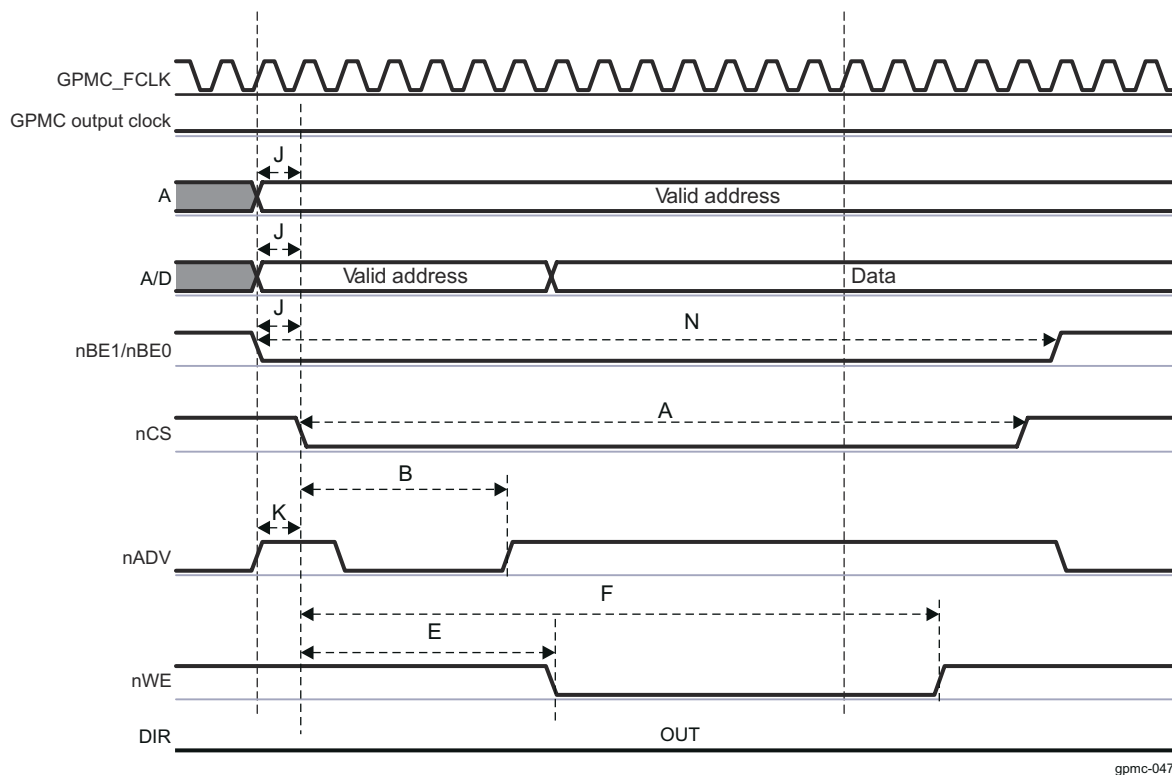 GPMC_FCLK
GPMC output clock
J
A Valid address
J
A/D Valid address Data
J
N
nBE1/nBE0
A
nCS
B
K
nADV
F
E
nWE
DIR OUT
gpmc-047